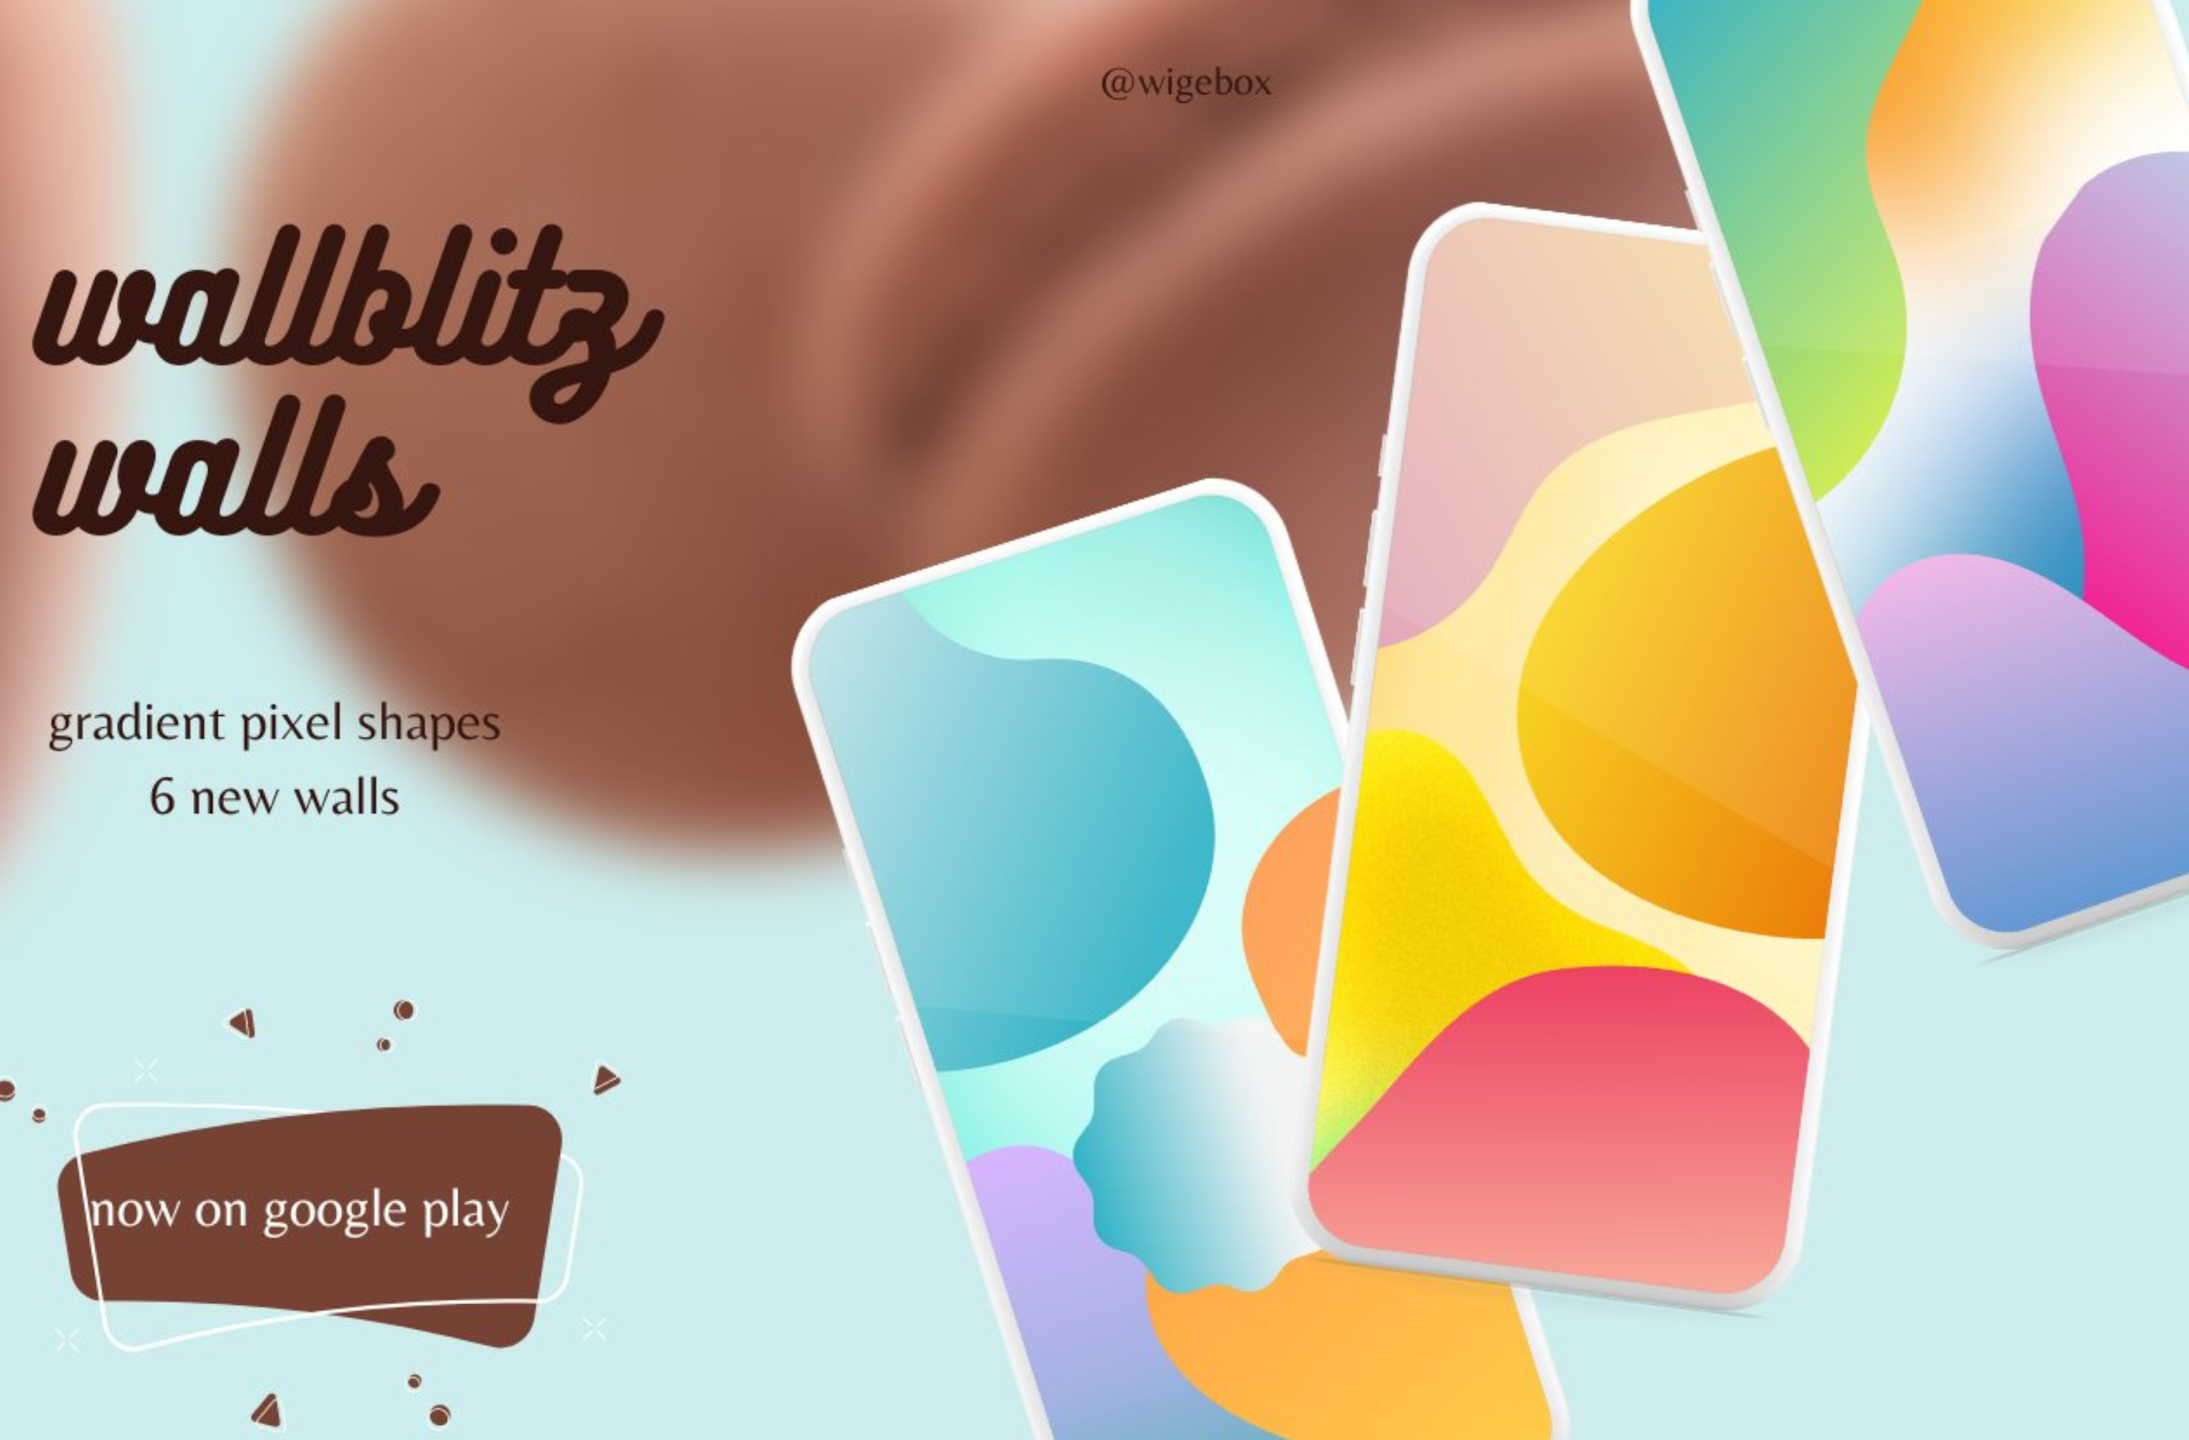 @wigebox
wallblitz
walls
gradient pixel shapes
6 new walls
now on google play